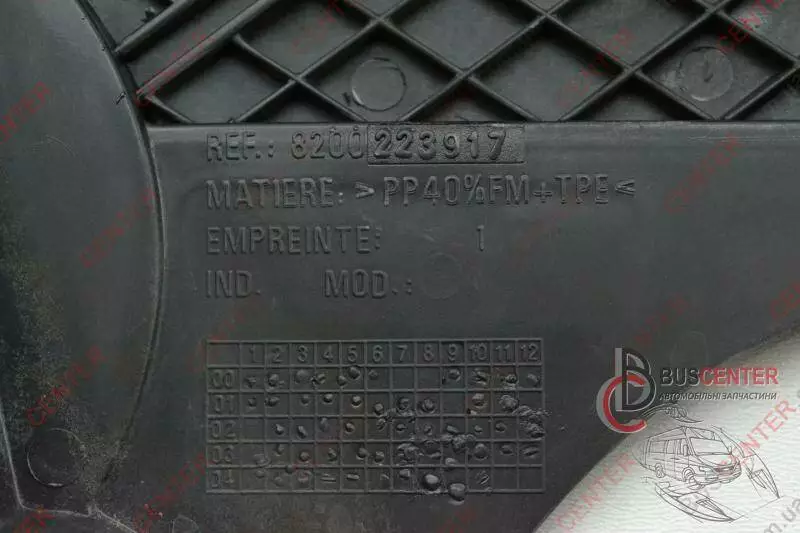 REF.: 8200223917
MATIERE: >PP40%FM+TPE<
EMPREINTE: 1
IND. MOD.:
1 2 3 4 5 6 7 8 9 10 11 12
00
01
02
03
04
BUSCENTER
АВТОМОБІЛЬНІ ЗАПЧАСТИНИ
CENTER